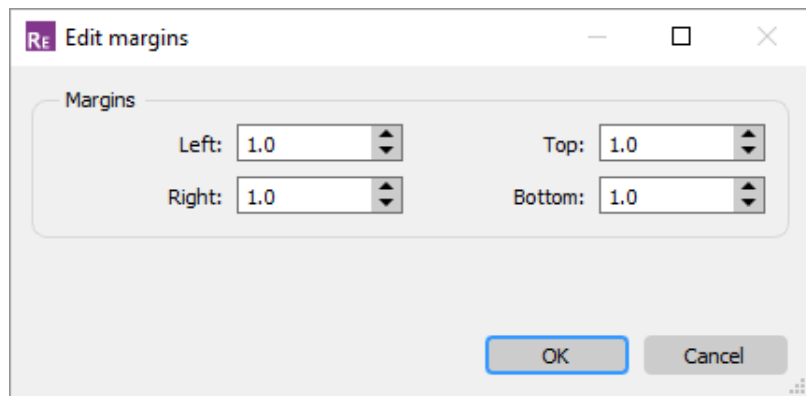 RE Edit margins
Margins
Left: 1.0 Top: 1.0
Right: 1.0 Bottom: 1.0
OK Cancel